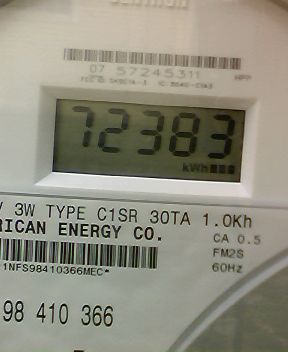 07 57245311
72383
kWh
V 3W TYPE C1SR 30TA 1.0Kh
RICAN ENERGY CO.
CA 0.5
FM2S
60Hz
1NFS98410366MEC*
98 410 366